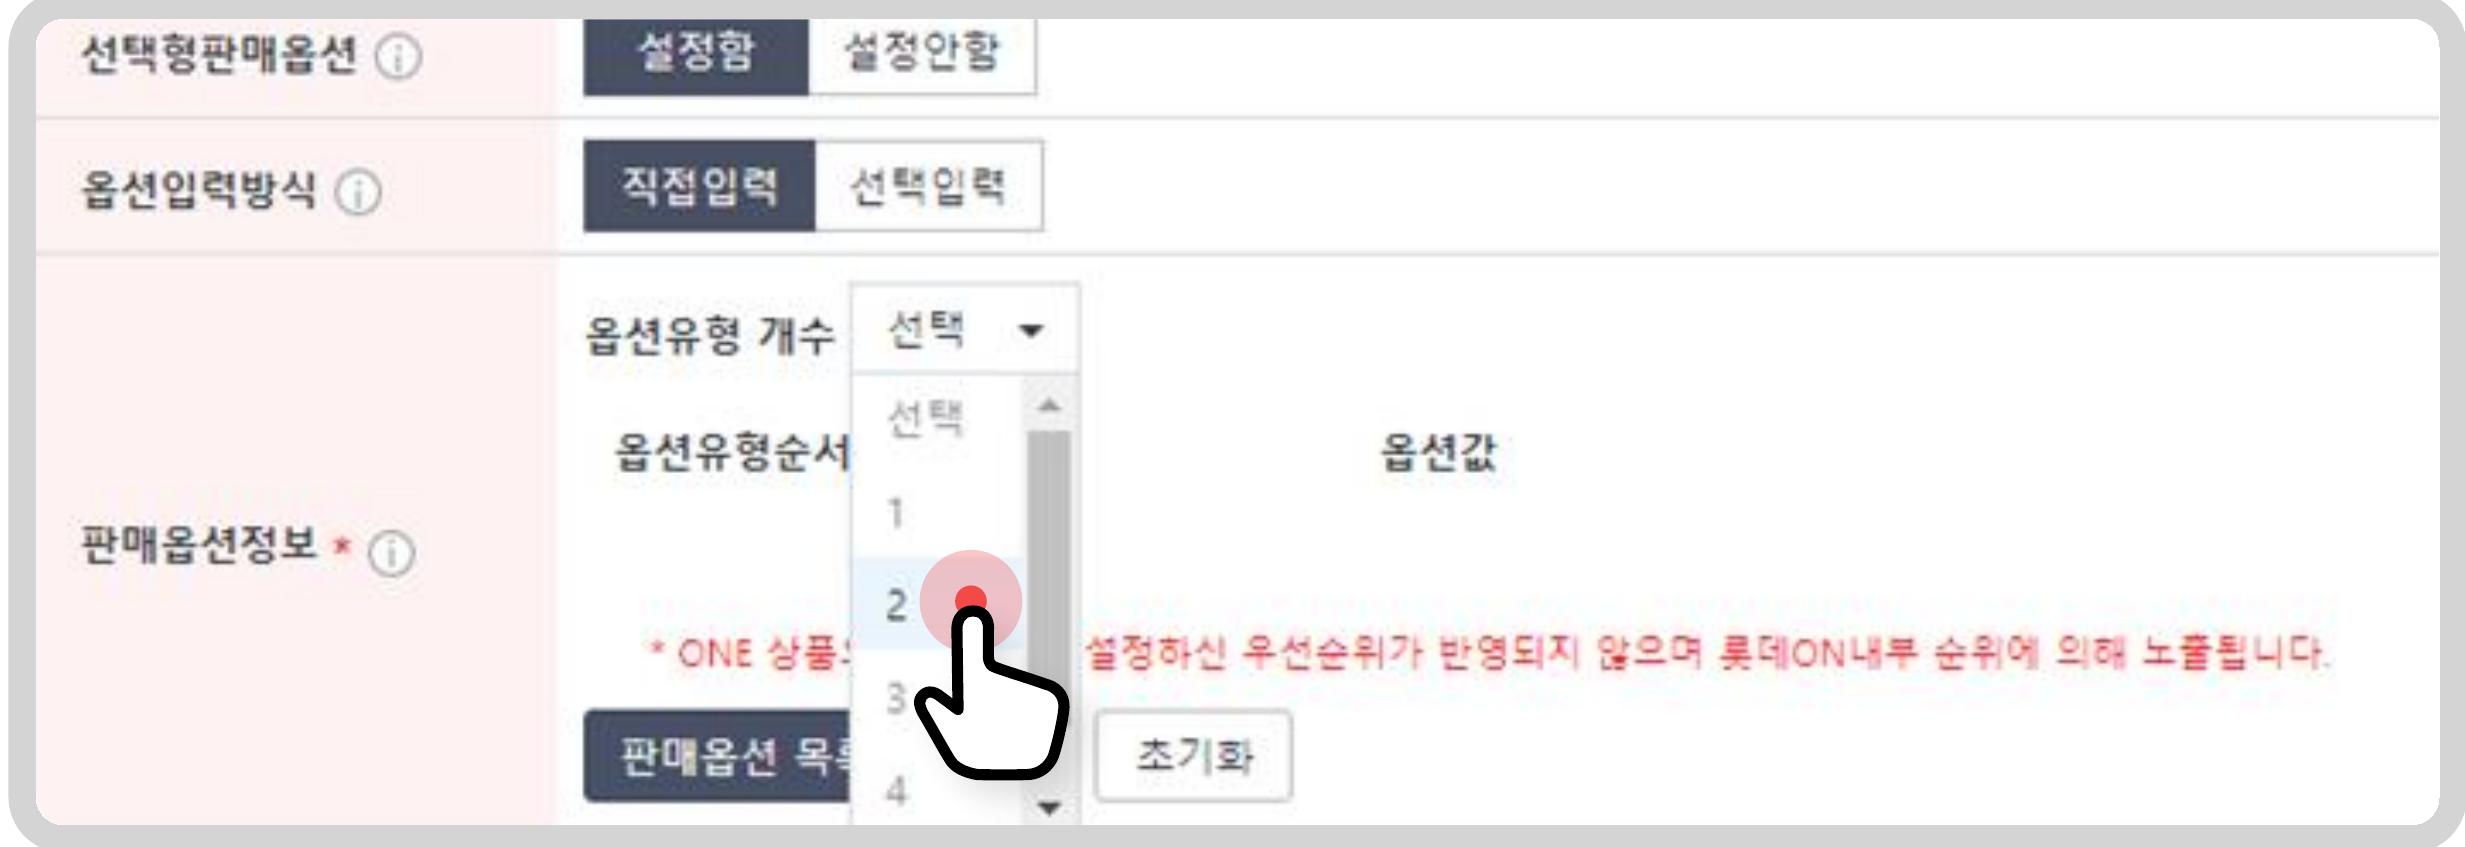 선택형판매옵션 설정함 설정안함
옵션입력방식 직접입력 선택입력
옵션유형 개수 선택
선택
옵션유형순서 옵션값
1
판매옵션정보 *
2
* ONE 상품 설정하신 우선순위가 반영되지 않으며 롯데ON내부 순위에 의해 노출됩니다.
3
판매옵션 초기화
4